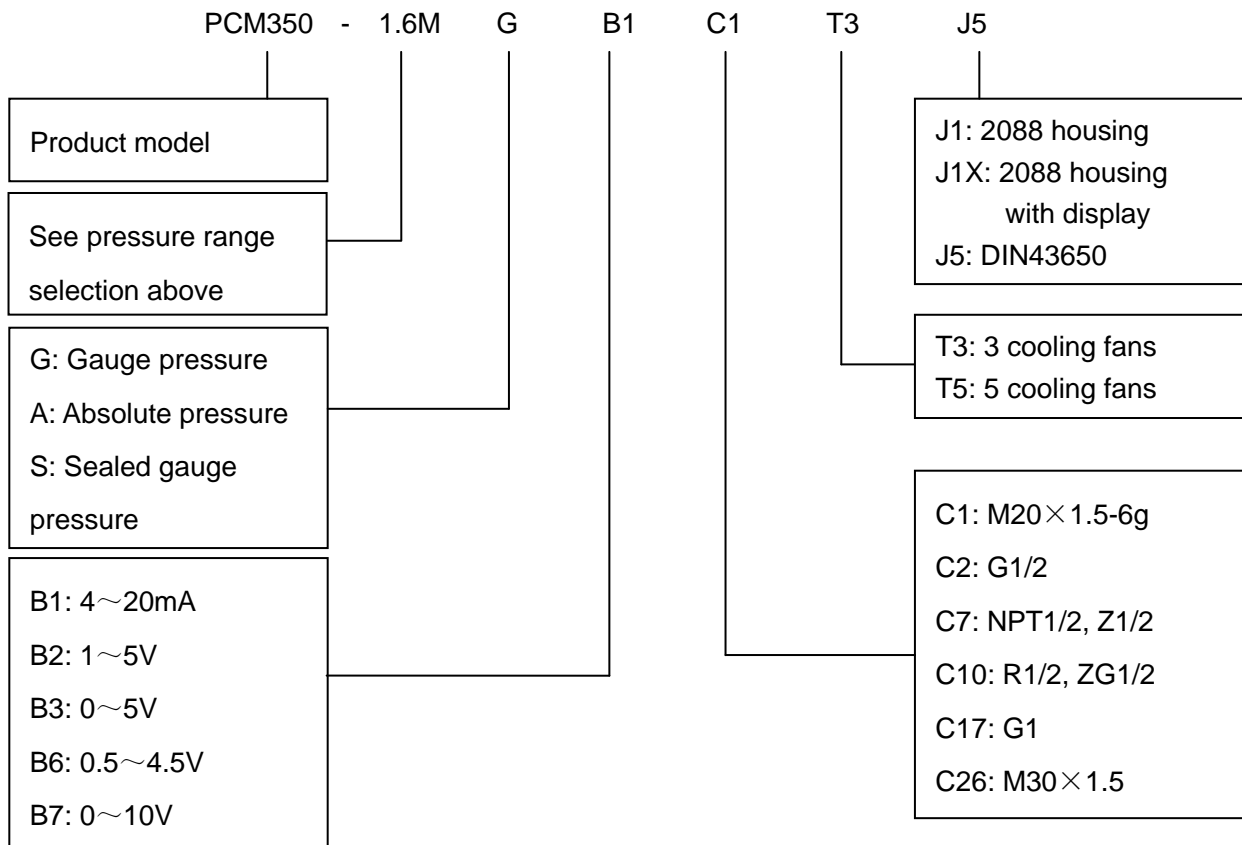 PCM350 - 1.6M G B1 C1 T3 J5
Product model
See pressure range
selection above
G: Gauge pressure
A: Absolute pressure
S: Sealed gauge
pressure
B1: 4～20mA
B2: 1～5V
B3: 0～5V
B6: 0.5～4.5V
B7: 0～10V
J1: 2088 housing
J1X: 2088 housing
with display
J5: DIN43650
T3: 3 cooling fans
T5: 5 cooling fans
C1: M20×1.5-6g
C2: G1/2
C7: NPT1/2, Z1/2
C10: R1/2, ZG1/2
C17: G1
C26: M30×1.5